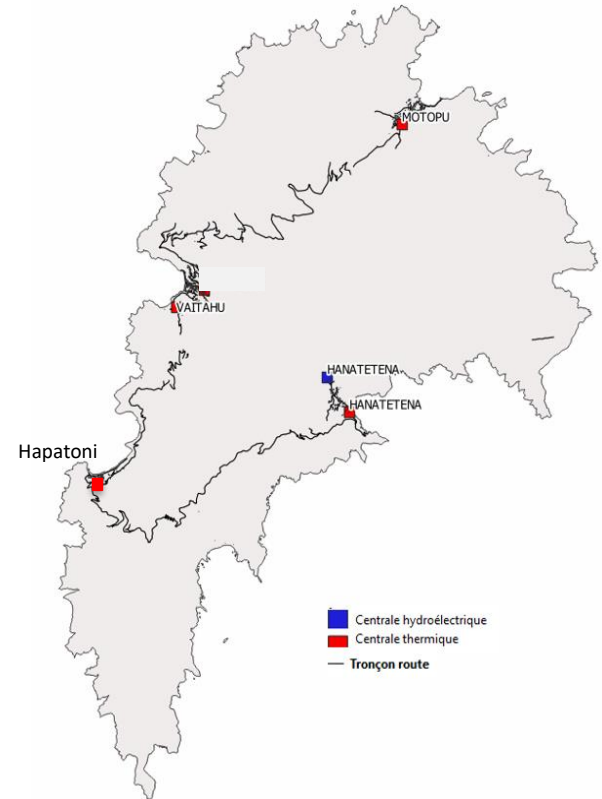 MOTOPU
VAITAHU
HANATETENA
HANATETENA
Hapatoni
Centrale hydroélectrique
Centrale thermique
Tronçon route